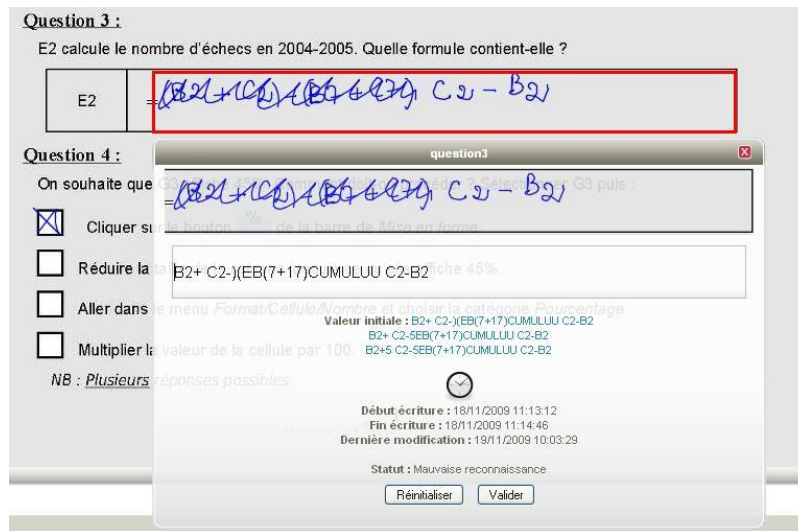 Question 3 :
E2 calcule le nombre d'échecs en 2004-2005. Quelle formule contient-elle ?
E2 = C2 - B2
Question 4 :
question3
On souhaite que G3
Sélectionner G3 puis :
= C2 - B2
Cliquer sur le bouton % de la barre de Mise en forme.
B2+ C2-)(EB(7+17)CUMULUU C2-B2
Réduire la affiche 45%.
Aller dans le menu Format/Cellule/Nombre et choisir la catégorie Pourcentage.
Valeur initiale : B2+ C2-)(EB(7+17)CUMULUU C2-B2
B2+ C2-5EB(7+17)CUMULUU C2-B2
Multiplier la valeur de la cellule par 100.
B2+5 C2-5EB(7+17)CUMULUU C2-B2
NB : Plusieurs réponses possibles
Début écriture : 18/11/2009 11:13:12
Fin écriture : 18/11/2009 11:14:46
Dernière modification : 19/11/2009 10:03:29
Statut : Mauvaise reconnaissance
Réinitialiser Valider